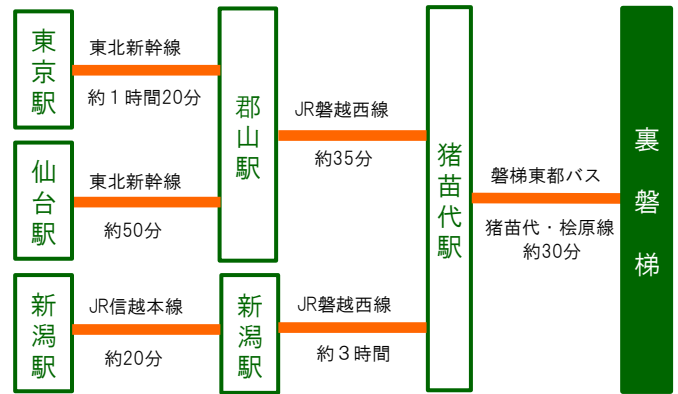 東京駅
東北新幹線
約１時間20分
仙台駅
東北新幹線
約50分
郡山駅
JR磐越西線
約35分
新潟駅
JR信越本線
約20分
新潟駅
JR磐越西線
約３時間
猪苗代駅
磐梯東都バス
猪苗代・桧原線
約30分
裏磐梯